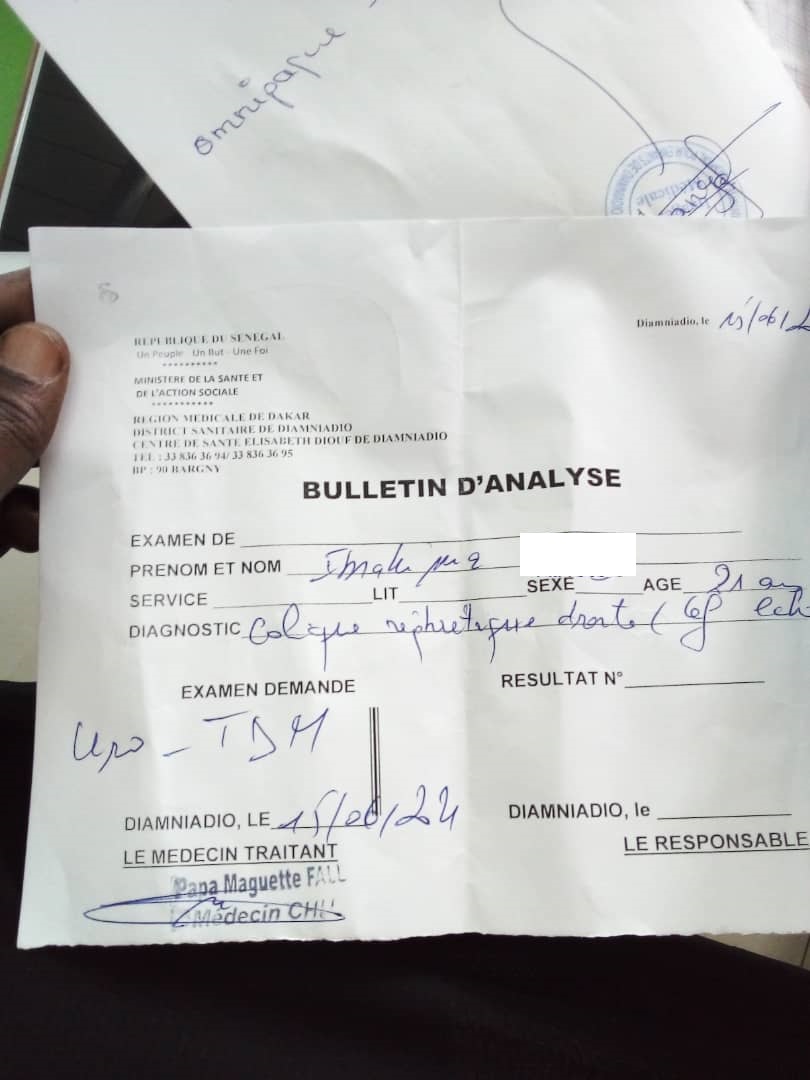 omnipaque
Diamniadio, le 15/06/2
REPUBLIQUE DU SENEGAL
Un Peuple Un But - Une Foi
**********
MINISTERE DE LA SANTE ET
DE L'ACTION SOCIALE
***********
REGION MEDICALE DE DAKAR
DISTRICT SANITAIRE DE DIAMNIADIO
CENTRE DE SANTE ELISABETH DIOUF DE DIAMNIADIO
TEL : 33 836 36 94/ 33 836 36 95
BP : 90 BARGNY
BULLETIN D'ANALYSE
EXAMEN DE
PRENOM ET NOM
SERVICE LIT SEXE AGE 21 an
DIAGNOSTIC Colique néphrétique droite ( cf ech
EXAMEN DEMANDE RESULTAT N°
Uro - TDM
DIAMNIADIO, LE 15/06/24 DIAMNIADIO, le
LE MEDECIN TRAITANT LE RESPONSABLE
Papa Maguette FALL
Médecin CHU